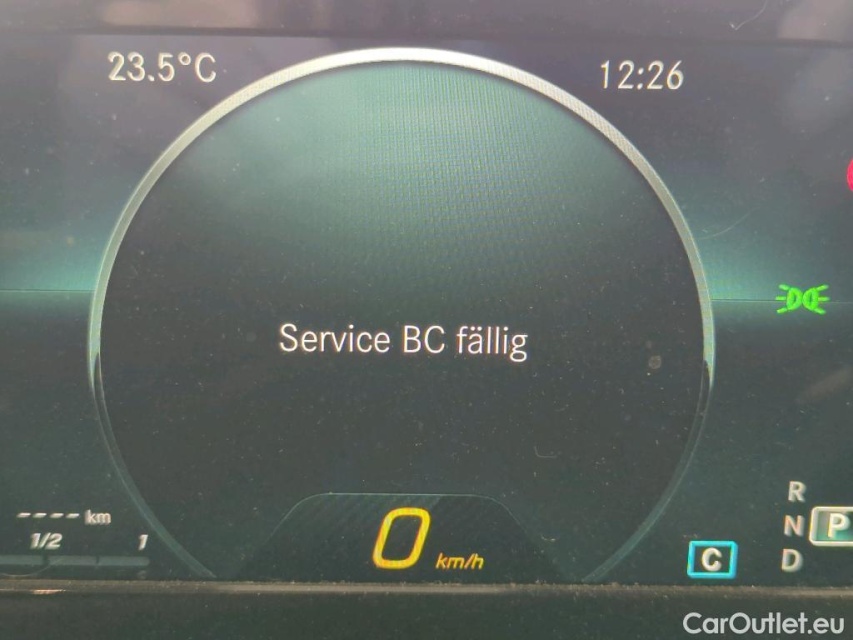 23.5°C
12:26
Service BC fällig
---- km
1/2 1
0 km/h
C
R
N P
D
CarOutlet.eu